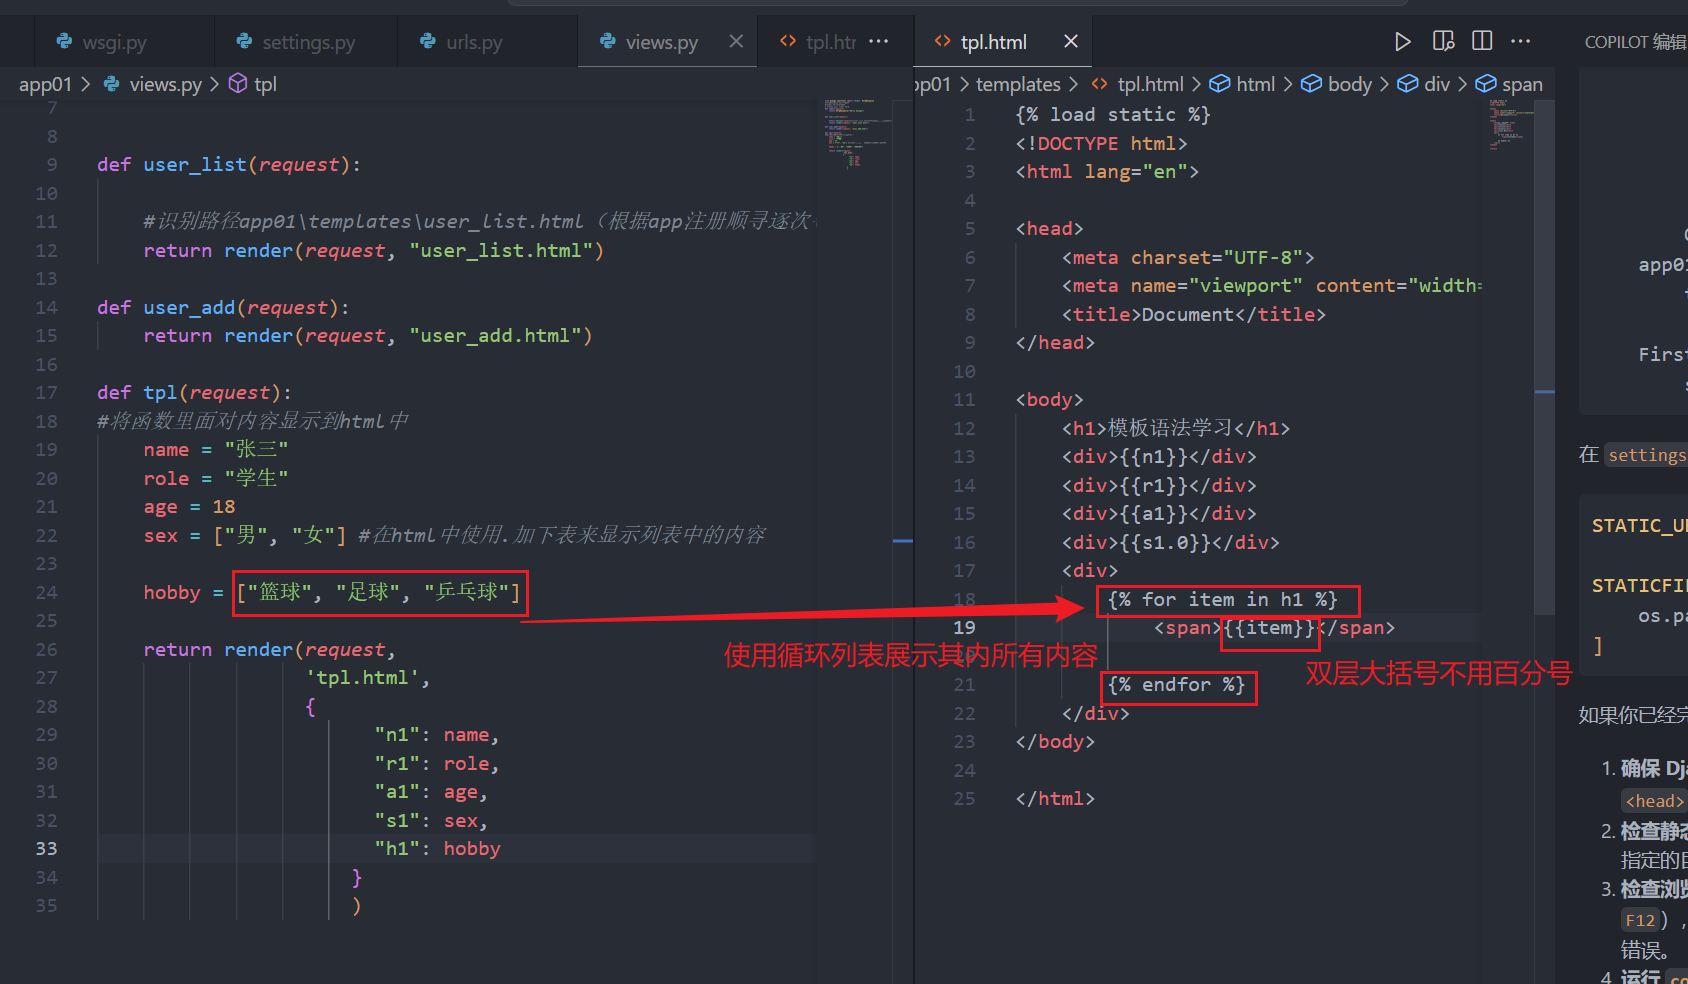 wsgi.py
settings.py
urls.py
views.py
tpl.ht
app01 > views.py > tpl
7
8
9 def user_list(request):
10
11 #识别路径app01\templates\user_list.html（根据app注册顺寻逐次
12 return render(request, "user_list.html")
13
14 def user_add(request):
15 return render(request, "user_add.html")
16
17 def tpl(request):
18 #将函数里面对内容显示到html中
19 name = "张三"
20 role = "学生"
21 age = 18
22 sex = ["男", "女"] #在html中使用.加下表来显示列表中的内容
23
24 hobby = ["篮球", "足球", "乒乓球"]
25
26 return render(request,
27 'tpl.html',
28 {
29 "n1": name,
30 "r1": role,
31 "a1": age,
32 "s1": sex,
33 "h1": hobby
34 }
35 )
使用循环列表展示其内所有内容
tpl.html
pp01 > templates > tpl.html > html > body > div > span
1 {% load static %}
2 <!DOCTYPE html>
3 <html lang="en">
4
5 <head>
6 <meta charset="UTF-8">
7 <meta name="viewport" content="width=
8 <title>Document</title>
9 </head>
10
11 <body>
12 <h1>模板语法学习</h1>
13 <div>{{n1}}</div>
14 <div>{{r1}}</div>
15 <div>{{a1}}</div>
16 <div>{{s1.0}}</div>
17 <div>
18 {% for item in h1 %}
19 <span>{{item}}</span>
双层大括号不用百分号
21 {% endfor %}
22 </div>
23 </body>
24
25 </html>
COPILOT 编辑
app01
First
在 settings
STATIC_U
STATICFI
os.pa
]
如果你已经完
1. 确保 Dja
<head>
2. 检查静态
指定的目
3. 检查浏览
F12），
错误。
4. 运行 co